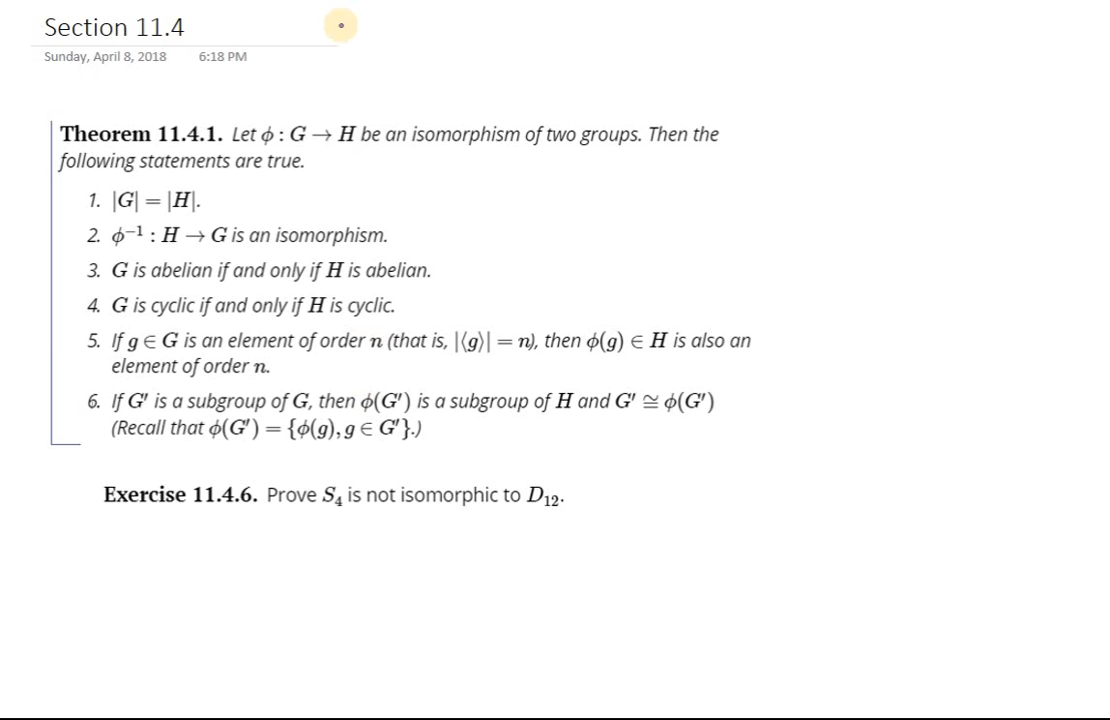 Section 11.4
Sunday, April 8, 2018 6:18 PM
Theorem 11.4.1. Let ϕ : G → H be an isomorphism of two groups. Then the
following statements are true.
1. |G| = |H|.
2. ϕ⁻¹ : H → G is an isomorphism.
3. G is abelian if and only if H is abelian.
4. G is cyclic if and only if H is cyclic.
5. If g ∈ G is an element of order n (that is, |⟨g⟩| = n), then ϕ(g) ∈ H is also an
element of order n.
6. If G′ is a subgroup of G, then ϕ(G′) is a subgroup of H and G′ ≅ ϕ(G′)
(Recall that ϕ(G′) = {ϕ(g), g ∈ G′}.)
Exercise 11.4.6. Prove S₄ is not isomorphic to D₁₂.